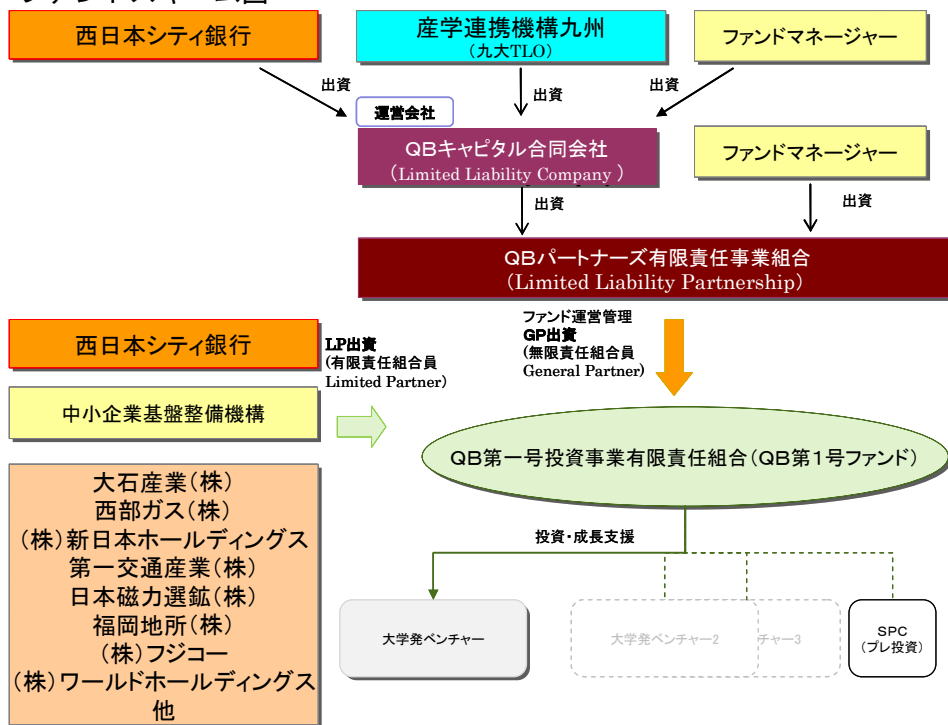 西日本シティ銀行
産学連携機構九州
（九大TLO）
ファンドマネージャー
出資
出資
出資
運営会社
QBキャピタル合同会社
（Limited Liability Company ）
ファンドマネージャー
出資
出資
QBパートナーズ有限責任事業組合
（Limited Liability Partnership）
西日本シティ銀行
LP出資
(有限責任組合員
Limited Partner)
ファンド運営管理
GP出資
(無限責任組合員
General Partner)
中小企業基盤整備機構
QB第一号投資事業有限責任組合（QB第1号ファンド）
大石産業（株）
西部ガス（株）
（株）新日本ホールディングス
第一交通産業（株）
日本磁力選鉱（株）
福岡地所（株）
（株）フジコー
（株）ワールドホールディングス
他
投資・成長支援
大学発ベンチャー
大学発ベンチャー2
チャー3
SPC
（プレ投資）